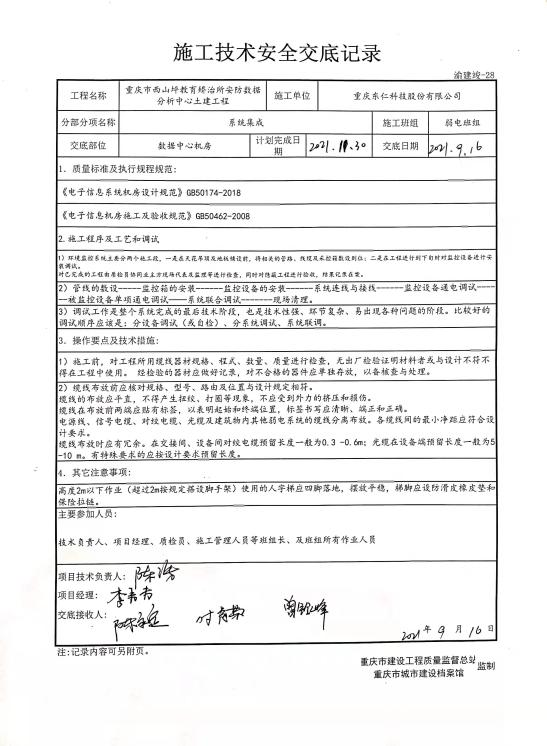 施工技术安全交底记录
渝建竣-28
工程名称 重庆市西山坪教育矫治所安防数据分析中心土建工程 施工单位 重庆东仁科技股份有限公司
分部分项名称 系统集成 施工班组 弱电班组
交底部位 数据中心机房 计划完成日期 2021.11.30 交底日期 2021.9.16
1. 质量标准及执行规程规范:
《电子信息系统机房设计规范》GB50174-2018
《电子信息机房施工及验收规范》GB50462-2008
2. 施工程序及工艺和调试
1)环境监控系统主要分两个施工段,一是在天花吊顶及地板铺设前,将相关的管路、线缆及承控箱敷设到位;二是在工程进行到下旬时对监控设备进行安
装调试。
对已完成的工程由质检员协同业主方现场代表及监理等进行检查,同时对隐蔽工程进行验收,结果记录在案。
2)管线的敷设-----监控箱的安装------监控设备的安装------系统连线与接线------监控设备通电调试----
--被监控设备单项通电调试----系统联合调试-------现场清理。
3)调试工作是整个系统完成的最后技术阶段,也是技术性强、环节复杂、易出现各种问题的阶段。比较好的
调试顺序应该是:分设备调试(或自检)、分系统调试、系统联调。
3. 操作要点及技术措施:
1)施工前,对工程所用缆线器材规格、程式、数量、质量进行检查,无出厂检验证明材料者或与设计不符不
得在工程中使用。 经检验的器材应做好记录,对不合格的器件应单独存放,以备核查与处理。
2)缆线布放前应核对规格、型号、路由及位置与设计规定相符。
缆线的布放应平直,不得产生扭绞、打圈等现象,不应受到外力的挤压和损伤。
缆线在布放前两端应贴有标签,以表明起始和终端位置,标签书写应清晰、端正和正确。
电源线、信号电缆、对绞电缆、光缆及建筑物内其他弱电系统的缆线应分离布放。各缆线间的最小净距应符合设
计要求。
缆线布放时应有冗余。在交接间、设备间对绞电缆预留长度一般为0.3 -0.6m;光缆在设备端预留长度一般为5
-10 m。有特殊要求的应按设计要求预留长度。
4. 其它注意事项:
高度2m以下作业(超过2m按规定搭设脚手架)使用的人字梯应四脚落地,摆放平稳,梯脚应设防滑皮橡皮垫和
保险拉链。
主要参加人员:
技术负责人、项目经理、质检员、施工管理人员等班组长、及班组所有作业人员
项目技术负责人: 陈浩
项目经理:
交底接收人:
2021年 9 月 16日
注:记录内容可另附页。
重庆市建设工程质量监督总站
重庆市城市建设档案馆
监制